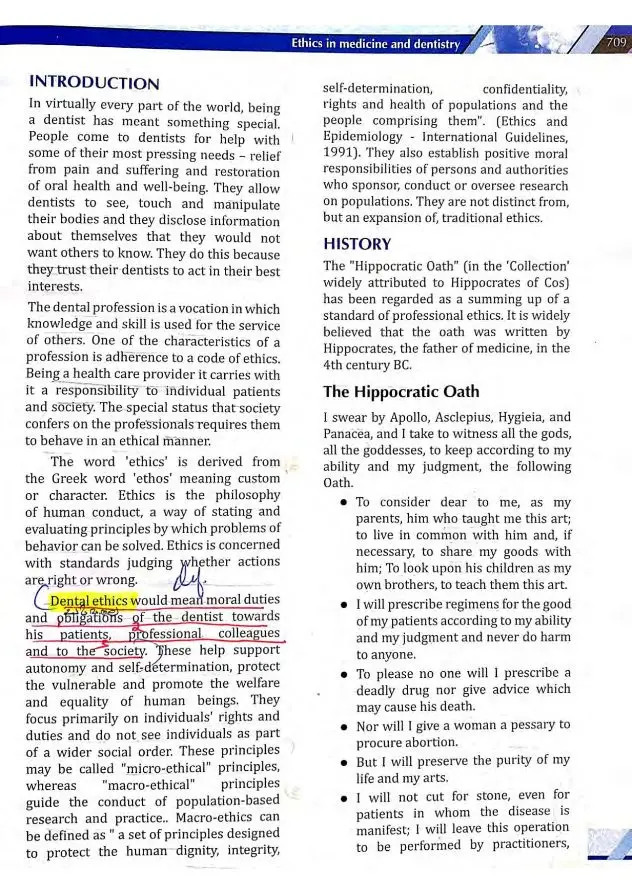 Ethics in medicine and dentistry
709
INTRODUCTION
In virtually every part of the world, being
a dentist has meant something special.
People come to dentists for help with
some of their most pressing needs – relief
from pain and suffering and restoration
of oral health and well-being. They allow
dentists to see, touch and manipulate
their bodies and they disclose information
about themselves that they would not
want others to know. They do this because
they trust their dentists to act in their best
interests.
The dental profession is a vocation in which
knowledge and skill is used for the service
of others. One of the characteristics of a
profession is adherence to a code of ethics.
Being a health care provider it carries with
it a responsibility to individual patients
and society. The special status that society
confers on the professionals requires them
to behave in an ethical manner.
The word 'ethics' is derived from
the Greek word 'ethos' meaning custom
or character. Ethics is the philosophy
of human conduct, a way of stating and
evaluating principles by which problems of
behavior can be solved. Ethics is concerned
with standards judging whether actions
are right or wrong.
def.
Dental ethics would mean moral duties
and obligations of the dentist towards
his patients, professional colleagues
and to the society. These help support
autonomy and self-determination, protect
the vulnerable and promote the welfare
and equality of human beings. They
focus primarily on individuals' rights and
duties and do not see individuals as part
of a wider social order. These principles
may be called "micro-ethical" principles,
whereas "macro-ethical" principles
guide the conduct of population-based
research and practice.. Macro-ethics can
be defined as " a set of principles designed
to protect the human dignity, integrity,
self-determination, confidentiality,
rights and health of populations and the
people comprising them". (Ethics and
Epidemiology - International Guidelines,
1991). They also establish positive moral
responsibilities of persons and authorities
who sponsor, conduct or oversee research
on populations. They are not distinct from,
but an expansion of, traditional ethics.
HISTORY
The "Hippocratic Oath" (in the 'Collection'
widely attributed to Hippocrates of Cos)
has been regarded as a summing up of a
standard of professional ethics. It is widely
believed that the oath was written by
Hippocrates, the father of medicine, in the
4th century BC.
The Hippocratic Oath
I swear by Apollo, Asclepius, Hygieia, and
Panacea, and I take to witness all the gods,
all the goddesses, to keep according to my
ability and my judgment, the following
Oath.
• To consider dear to me, as my
parents, him who taught me this art;
to live in common with him and, if
necessary, to share my goods with
him; To look upon his children as my
own brothers, to teach them this art.
• I will prescribe regimens for the good
of my patients according to my ability
and my judgment and never do harm
to anyone.
• To please no one will I prescribe a
deadly drug nor give advice which
may cause his death.
• Nor will I give a woman a pessary to
procure abortion.
• But I will preserve the purity of my
life and my arts.
• I will not cut for stone, even for
patients in whom the disease is
manifest; I will leave this operation
to be performed by practitioners,